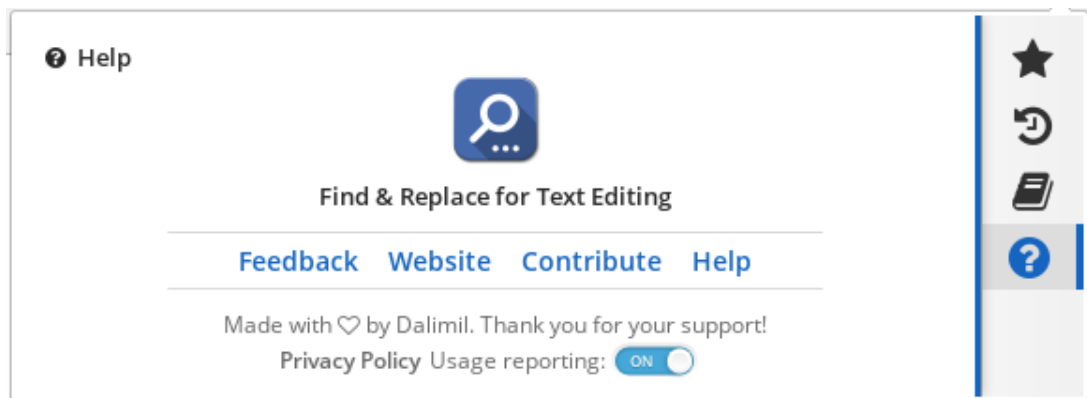 Help
Find & Replace for Text Editing
Feedback Website Contribute Help
Made with ♡ by Dalimil. Thank you for your support!
Privacy Policy Usage reporting: ON